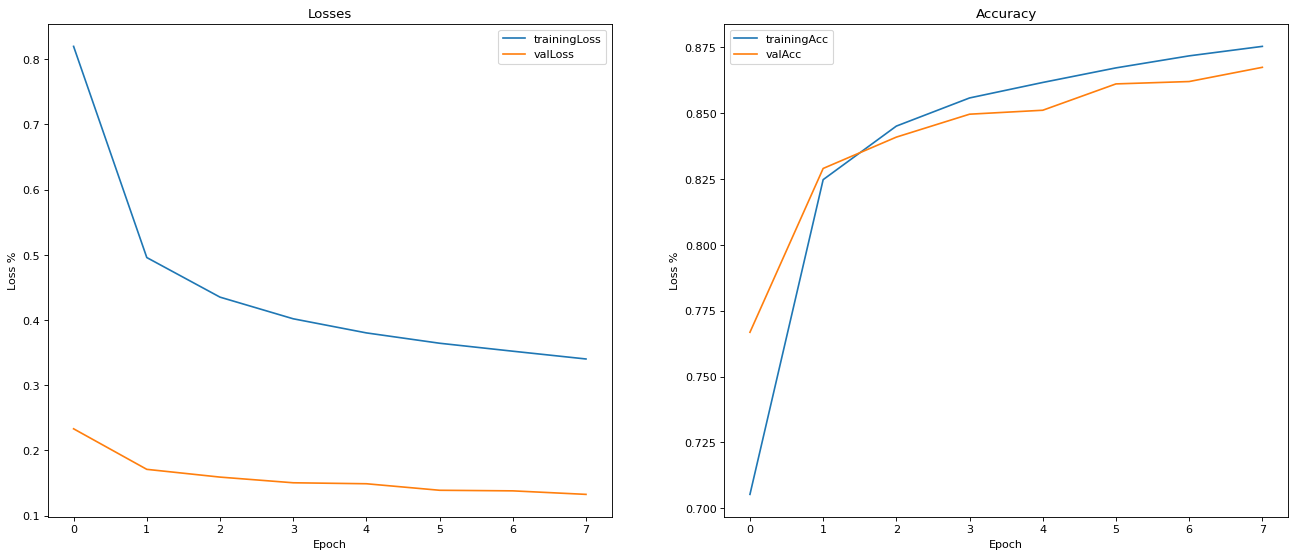 Losses
trainingLoss
valLoss
0.8
0.7
0.6
0.5
0.4
0.3
0.2
0.1
Loss %
0 1 2 3 4 5 6 7
Epoch
Accuracy
trainingAcc
valAcc
0.875
0.850
0.825
0.800
0.775
0.750
0.725
0.700
Loss %
0 1 2 3 4 5 6 7
Epoch